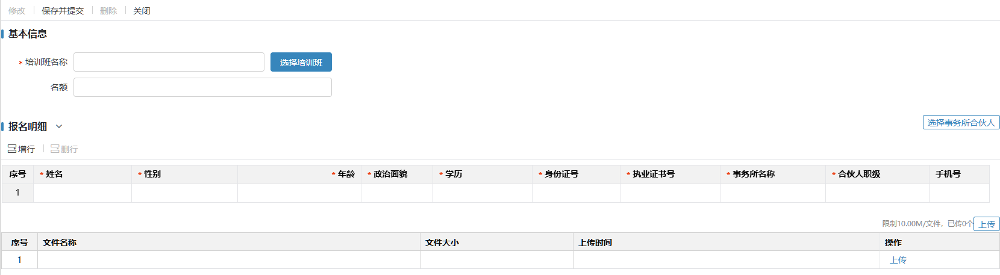 修改 保存并提交 删除 关闭
基本信息
* 培训班名称 选择培训班
名额
报名明细 选择事务所合伙人
增行 删行
序号 * 姓名 * 性别 * 年龄 * 政治面貌 * 学历 * 身份证号 * 执业证书号 * 事务所名称 * 合伙人职级 手机号
1
限制10.00M/文件，已传0个 上传
序号 文件名称 文件大小 上传时间 操作
1 上传